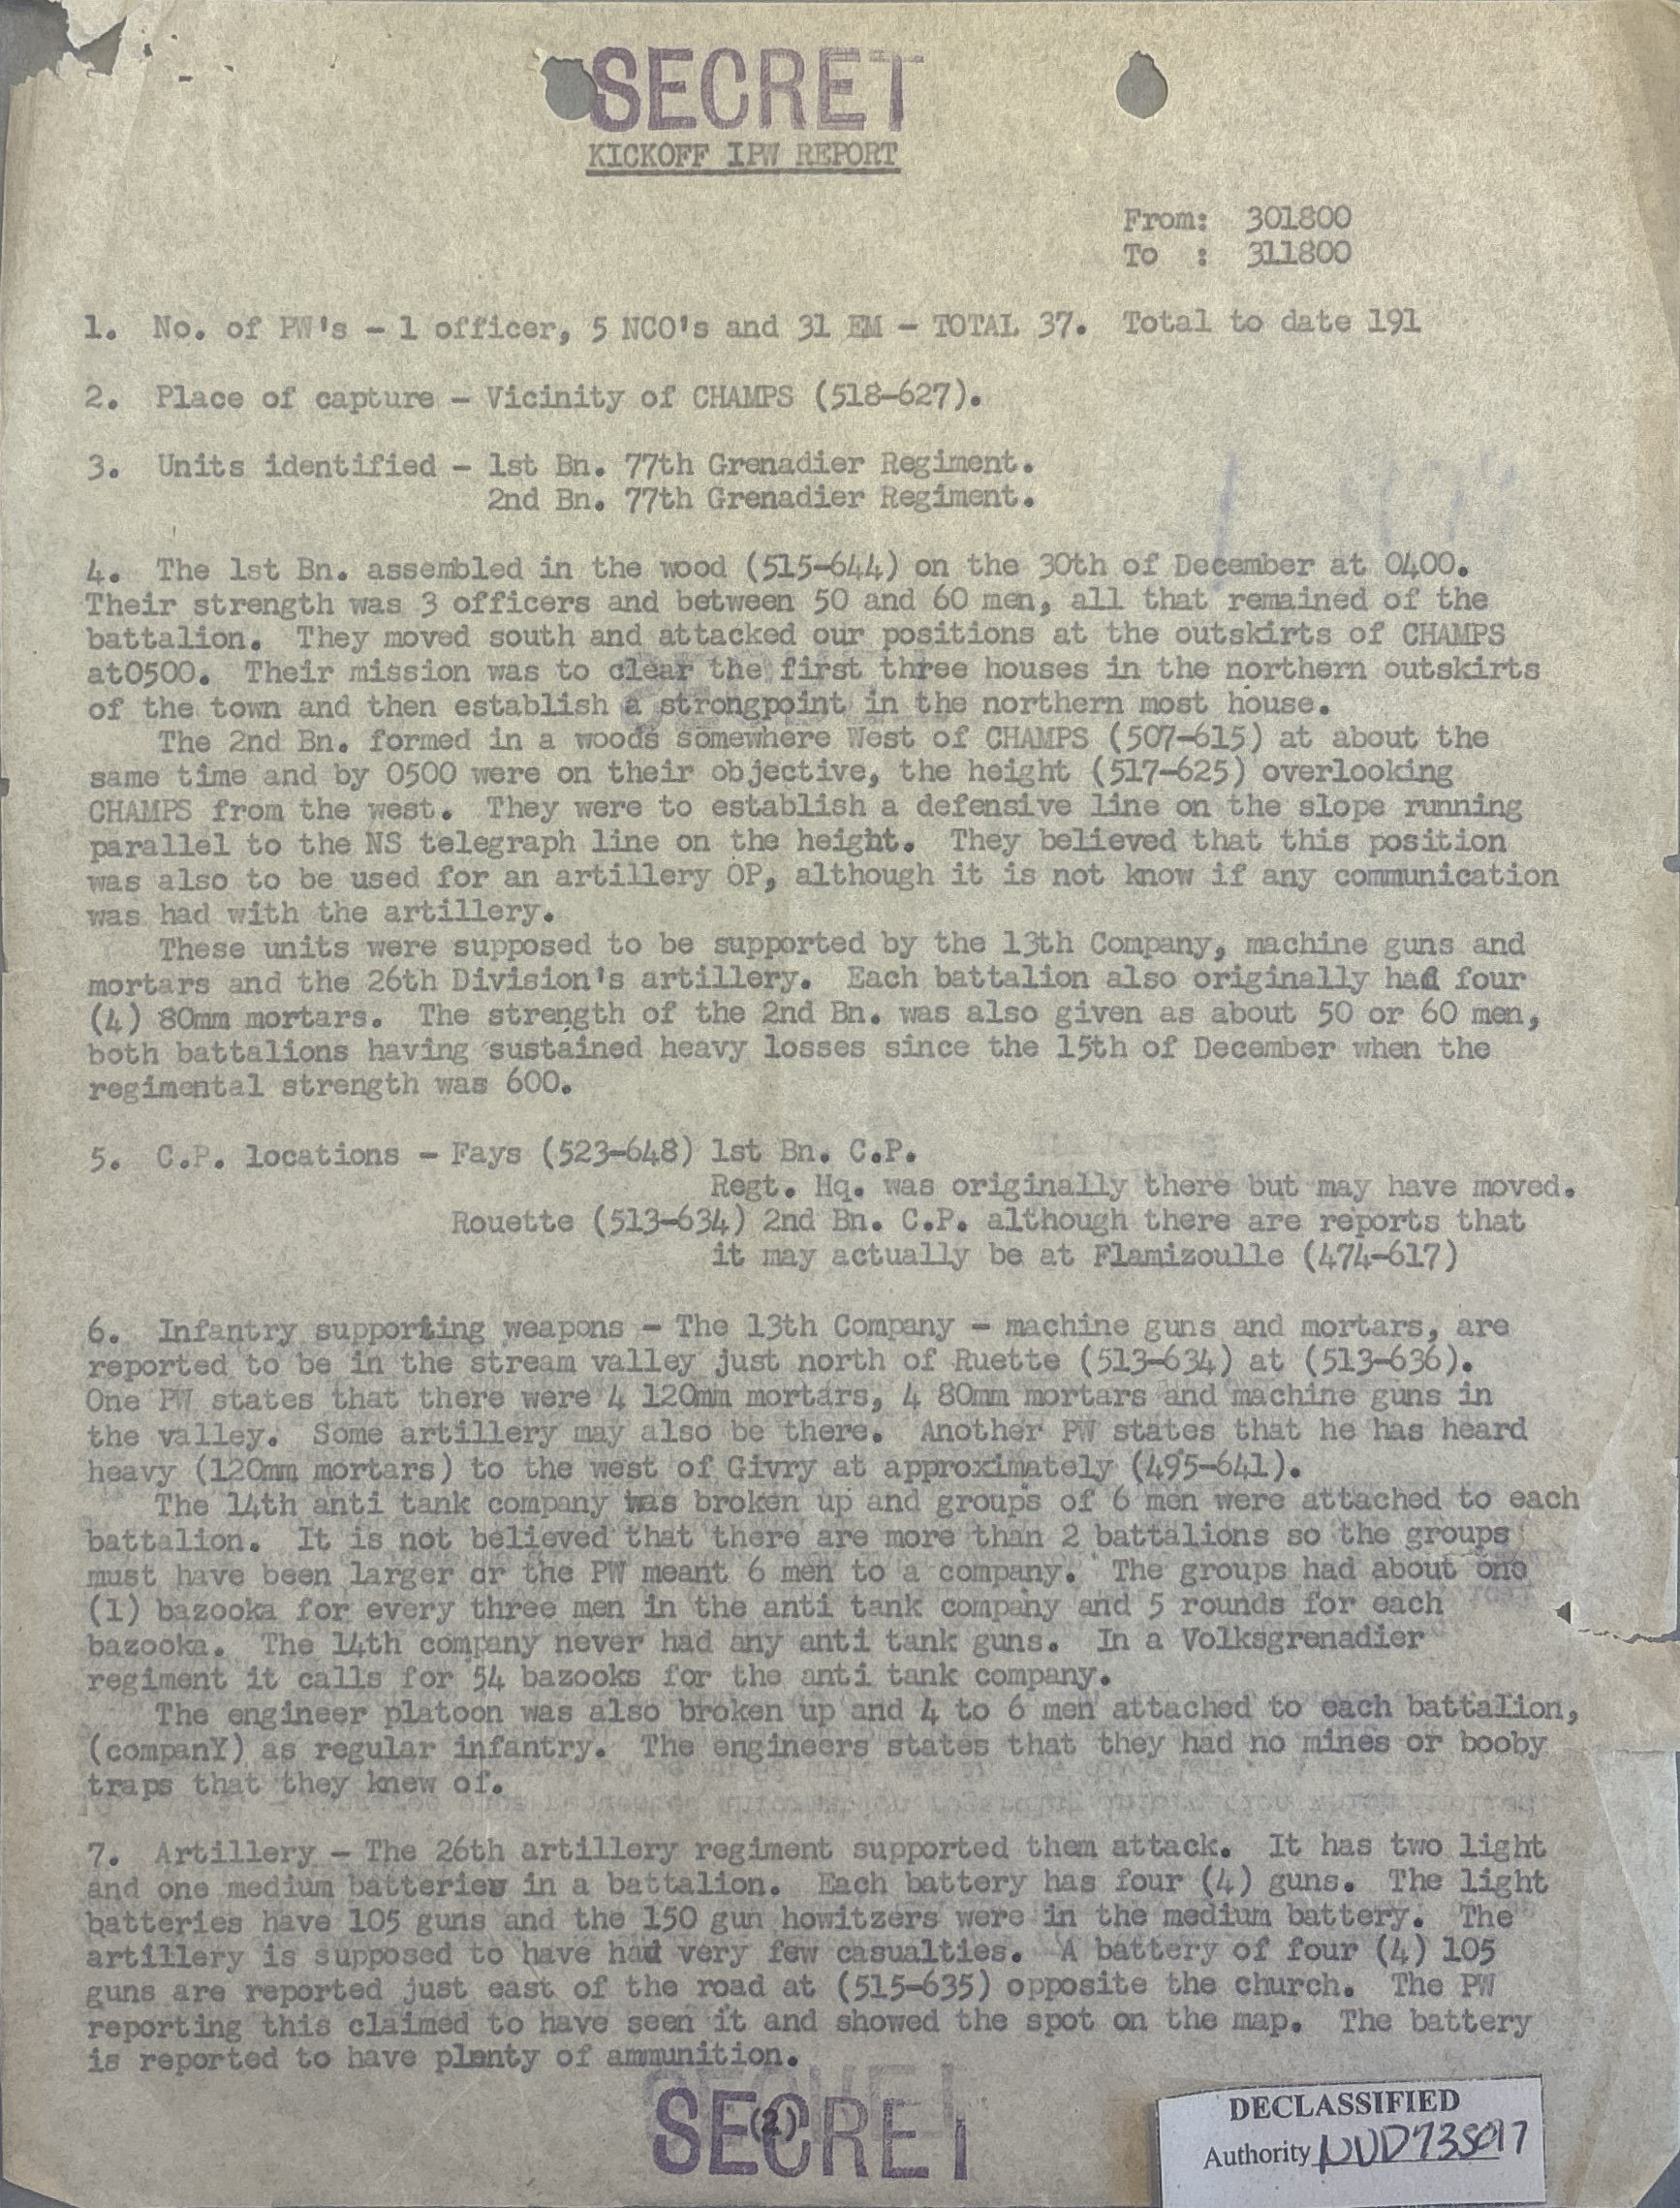 SECRET
KICKOFF IPW REPORT
From: 301800
To : 311800
1. No. of PW's - 1 officer, 5 NCO's and 31 EM - TOTAL 37. Total to date 191
2. Place of capture - Vicinity of CHAMPS (518-627).
3. Units identified - 1st Bn. 77th Grenadier Regiment.
2nd Bn. 77th Grenadier Regiment.
4. The 1st Bn. assembled in the wood (515-644) on the 30th of December at 0400.
Their strength was 3 officers and between 50 and 60 men, all that remained of the
battalion. They moved south and attacked our positions at the outskirts of CHAMPS
at0500. Their mission was to clear the first three houses in the northern outskirts
of the town and then establish a strongpoint in the northern most house.
The 2nd Bn. formed in a woods somewhere West of CHAMPS (507-615) at about the
same time and by 0500 were on their objective, the height (517-625) overlooking
CHAMPS from the west. They were to establish a defensive line on the slope running
parallel to the NS telegraph line on the height. They believed that this position
was also to be used for an artillery OP, although it is not know if any communication
was had with the artillery.
These units were supposed to be supported by the 13th Company, machine guns and
mortars and the 26th Division's artillery. Each battalion also originally had four
(4) 80mm mortars. The strength of the 2nd Bn. was also given as about 50 or 60 men,
both battalions having sustained heavy losses since the 15th of December when the
regimental strength was 600.
5. C.P. locations - Fays (523-648) 1st Bn. C.P.
Regt. Hq. was originally there but may have moved.
Rouette (513-634) 2nd Bn. C.P. although there are reports that
it may actually be at Flamizoulle (474-617)
6. Infantry supporting weapons - The 13th Company - machine guns and mortars, are
reported to be in the stream valley just north of Ruette (513-634) at (513-636).
One PW states that there were 4 120mm mortars, 4 80mm mortars and machine guns in
the valley. Some artillery may also be there. Another PW states that he has heard
heavy (120mm mortars) to the west of Givry at approximately (495-641).
The 14th anti tank company was broken up and groups of 6 men were attached to each
battalion. It is not believed that there are more than 2 battalions so the groups
must have been larger or the PW meant 6 men to a company. The groups had about one
(1) bazooka for every three men in the anti tank company and 5 rounds for each
bazooka. The 14th company never had any anti tank guns. In a Volksgrenadier
regiment it calls for 54 bazooks for the anti tank company.
The engineer platoon was also broken up and 4 to 6 men attached to each battalion,
(companY) as regular infantry. The engineers states that they had no mines or booby
traps that they knew of.
7. Artillery - The 26th artillery regiment supported them attack. It has two light
and one medium batteries in a battalion. Each battery has four (4) guns. The light
batteries have 105 guns and the 150 gun howitzers were in the medium battery. The
artillery is supposed to have had very few casualties. A battery of four (4) 105
guns are reported just east of the road at (515-635) opposite the church. The PW
reporting this claimed to have seen it and showed the spot on the map. The battery
is reported to have plenty of ammunition.
SECRET
(2)
DECLASSIFIED
Authority NND735017